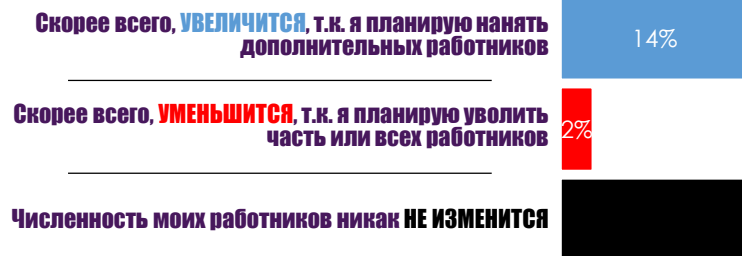 Скорее всего, УВЕЛИЧИТСЯ, т.к. я планирую нанять
дополнительных работников
14%
Скорее всего, УМЕНЬШИТСЯ, т.к. я планирую уволить
часть или всех работников
2%
Численность моих работников никак НЕ ИЗМЕНИТСЯ